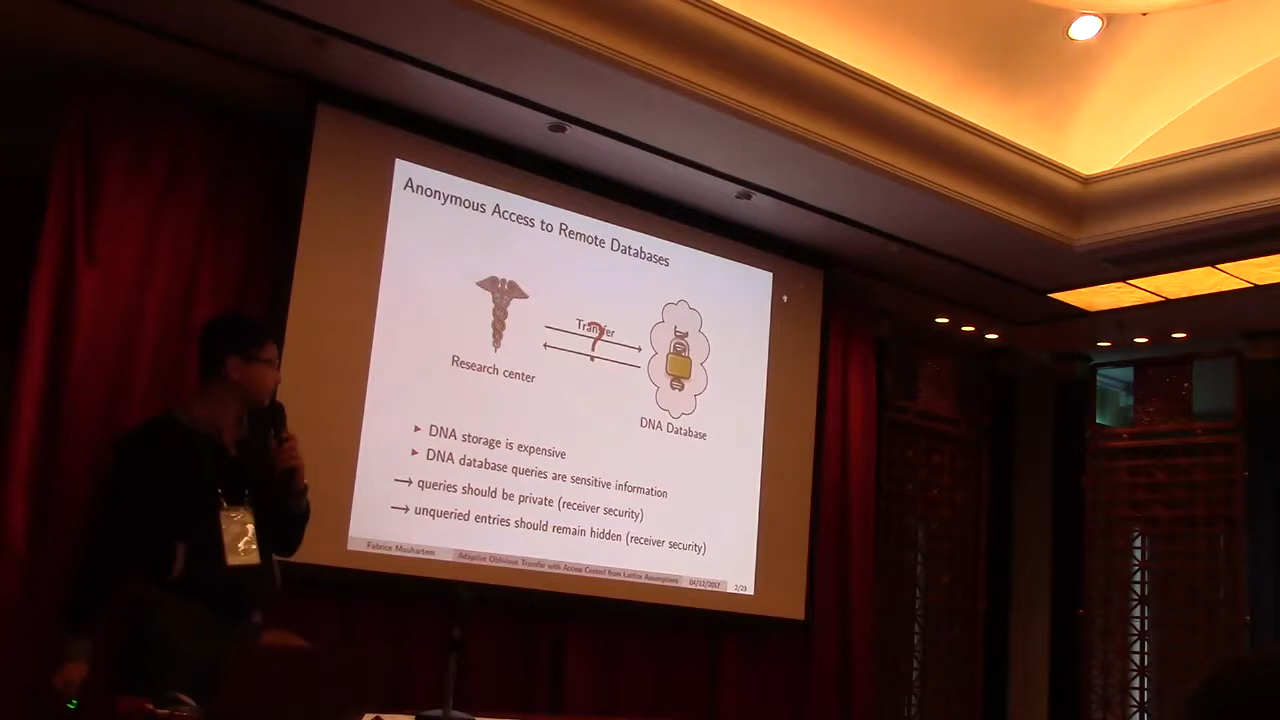 Anonymous Access to Remote Databases
Transfer
?
Research center
DNA Database
▸ DNA storage is expensive
▸ DNA database queries are sensitive information
→ queries should be private (receiver security)
→ unqueried entries should remain hidden (receiver security)
Fabrice Mouhartem Adaptive Oblivious Transfer with Access Control from Lattice Assumptions 04/12/2017 2/23